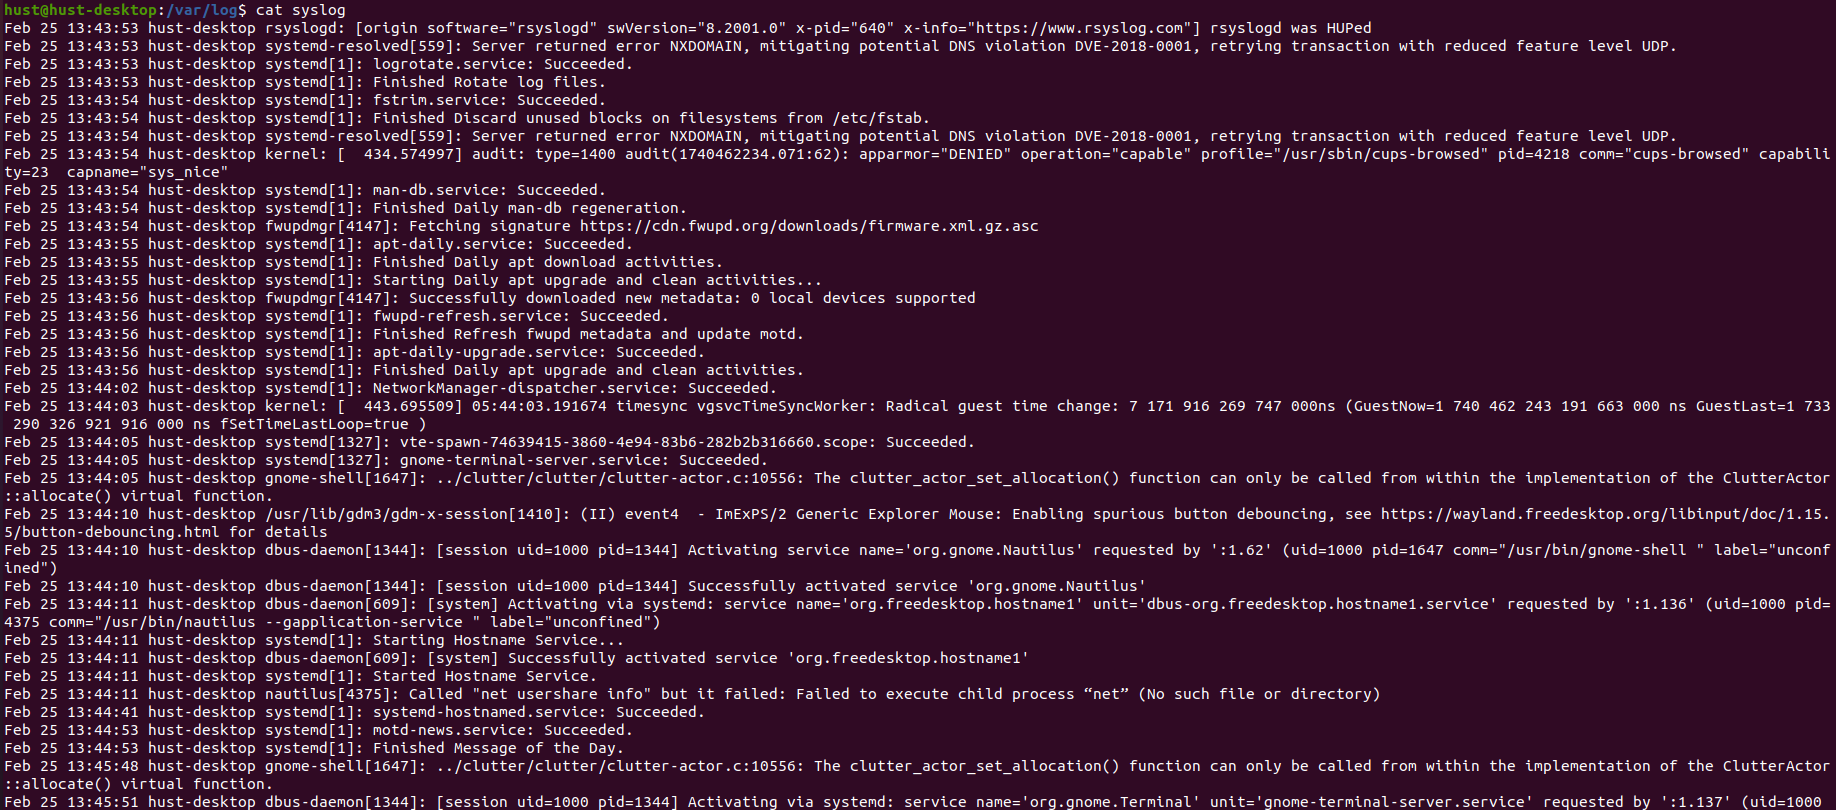 hust@hust-desktop:/var/log$ cat syslog
Feb 25 13:43:53 hust-desktop rsyslogd: [origin software="rsyslogd" swVersion="8.2001.0" x-pid="640" x-info="https://www.rsyslog.com"] rsyslogd was HUPed
Feb 25 13:43:53 hust-desktop systemd-resolved[559]: Server returned error NXDOMAIN, mitigating potential DNS violation DVE-2018-0001, retrying transaction with reduced feature level UDP.
Feb 25 13:43:53 hust-desktop systemd[1]: logrotate.service: Succeeded.
Feb 25 13:43:53 hust-desktop systemd[1]: Finished Rotate log files.
Feb 25 13:43:54 hust-desktop systemd[1]: fstrim.service: Succeeded.
Feb 25 13:43:54 hust-desktop systemd[1]: Finished Discard unused blocks on filesystems from /etc/fstab.
Feb 25 13:43:54 hust-desktop systemd-resolved[559]: Server returned error NXDOMAIN, mitigating potential DNS violation DVE-2018-0001, retrying transaction with reduced feature level UDP.
Feb 25 13:43:54 hust-desktop kernel: [  434.574997] audit: type=1400 audit(1740462234.071:62): apparmor="DENIED" operation="capable" profile="/usr/sbin/cups-browsed" pid=4218 comm="cups-browsed" capabili
ty=23  capname="sys_nice"
Feb 25 13:43:54 hust-desktop systemd[1]: man-db.service: Succeeded.
Feb 25 13:43:54 hust-desktop systemd[1]: Finished Daily man-db regeneration.
Feb 25 13:43:54 hust-desktop fwupdmgr[4147]: Fetching signature https://cdn.fwupd.org/downloads/firmware.xml.gz.asc
Feb 25 13:43:55 hust-desktop systemd[1]: apt-daily.service: Succeeded.
Feb 25 13:43:55 hust-desktop systemd[1]: Finished Daily apt download activities.
Feb 25 13:43:55 hust-desktop systemd[1]: Starting Daily apt upgrade and clean activities...
Feb 25 13:43:56 hust-desktop fwupdmgr[4147]: Successfully downloaded new metadata: 0 local devices supported
Feb 25 13:43:56 hust-desktop systemd[1]: fwupd-refresh.service: Succeeded.
Feb 25 13:43:56 hust-desktop systemd[1]: Finished Refresh fwupd metadata and update motd.
Feb 25 13:43:56 hust-desktop systemd[1]: apt-daily-upgrade.service: Succeeded.
Feb 25 13:43:56 hust-desktop systemd[1]: Finished Daily apt upgrade and clean activities.
Feb 25 13:44:02 hust-desktop systemd[1]: NetworkManager-dispatcher.service: Succeeded.
Feb 25 13:44:03 hust-desktop kernel: [  443.695509] 05:44:03.191674 timesync vgsvcTimeSyncWorker: Radical guest time change: 7 171 916 269 747 000ns (GuestNow=1 740 462 243 191 663 000 ns GuestLast=1 733
 290 326 921 916 000 ns fSetTimeLastLoop=true )
Feb 25 13:44:05 hust-desktop systemd[1327]: vte-spawn-74639415-3860-4e94-83b6-282b2b316660.scope: Succeeded.
Feb 25 13:44:05 hust-desktop systemd[1327]: gnome-terminal-server.service: Succeeded.
Feb 25 13:44:05 hust-desktop gnome-shell[1647]: ../clutter/clutter/clutter-actor.c:10556: The clutter_actor_set_allocation() function can only be called from within the implementation of the ClutterActor
::allocate() virtual function.
Feb 25 13:44:10 hust-desktop /usr/lib/gdm3/gdm-x-session[1410]: (II) event4  - ImExPS/2 Generic Explorer Mouse: Enabling spurious button debouncing, see https://wayland.freedesktop.org/libinput/doc/1.15.
5/button-debouncing.html for details
Feb 25 13:44:10 hust-desktop dbus-daemon[1344]: [session uid=1000 pid=1344] Activating service name='org.gnome.Nautilus' requested by ':1.62' (uid=1000 pid=1647 comm="/usr/bin/gnome-shell " label="unconf
ined")
Feb 25 13:44:10 hust-desktop dbus-daemon[1344]: [session uid=1000 pid=1344] Successfully activated service 'org.gnome.Nautilus'
Feb 25 13:44:11 hust-desktop dbus-daemon[609]: [system] Activating via systemd: service name='org.freedesktop.hostname1' unit='dbus-org.freedesktop.hostname1.service' requested by ':1.136' (uid=1000 pid=
4375 comm="/usr/bin/nautilus --gapplication-service " label="unconfined")
Feb 25 13:44:11 hust-desktop systemd[1]: Starting Hostname Service...
Feb 25 13:44:11 hust-desktop dbus-daemon[609]: [system] Successfully activated service 'org.freedesktop.hostname1'
Feb 25 13:44:11 hust-desktop systemd[1]: Started Hostname Service.
Feb 25 13:44:11 hust-desktop nautilus[4375]: Called "net usershare info" but it failed: Failed to execute child process “net” (No such file or directory)
Feb 25 13:44:41 hust-desktop systemd[1]: systemd-hostnamed.service: Succeeded.
Feb 25 13:44:53 hust-desktop systemd[1]: motd-news.service: Succeeded.
Feb 25 13:44:53 hust-desktop systemd[1]: Finished Message of the Day.
Feb 25 13:45:48 hust-desktop gnome-shell[1647]: ../clutter/clutter/clutter-actor.c:10556: The clutter_actor_set_allocation() function can only be called from within the implementation of the ClutterActor
::allocate() virtual function.
Feb 25 13:45:51 hust-desktop dbus-daemon[1344]: [session uid=1000 pid=1344] Activating via systemd: service name='org.gnome.Terminal' unit='gnome-terminal-server.service' requested by ':1.137' (uid=1000